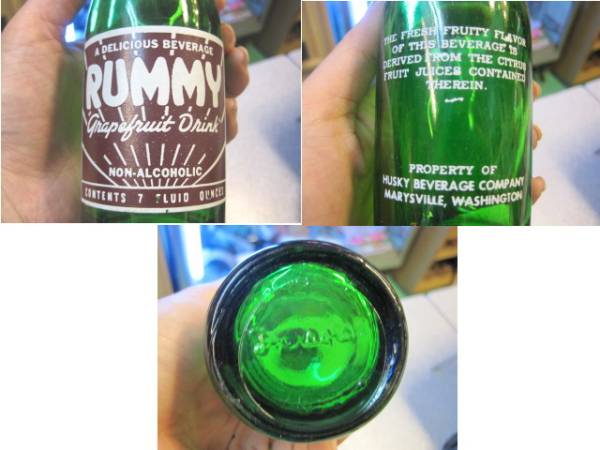 A DELICIOUS BEVERAGE
RUMMY
Grapefruit Drink
NON-ALCOHOLIC
CONTENTS 7 FLUID OUNCES
THE FRESH FRUITY FLAVOR
OF THIS BEVERAGE IS
DERIVED FROM THE CITRUS
FRUIT JUICES CONTAINED
THEREIN.
PROPERTY OF
HUSKY BEVERAGE COMPANY
MARYSVILLE, WASHINGTON